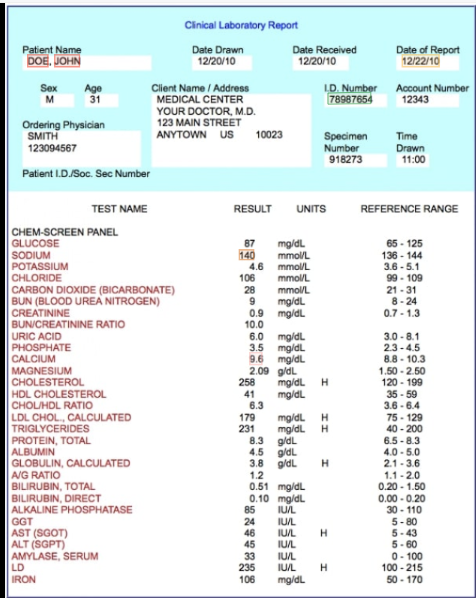 Clinical Laboratory Report
Patient Name Date Drawn Date Received Date of Report
DOE, JOHN 12/20/10 12/20/10 12/22/10
Sex Age Client Name / Address I.D. Number Account Number
M 31 MEDICAL CENTER 78987654 12343
YOUR DOCTOR, M.D.
Ordering Physician 123 MAIN STREET
SMITH ANYTOWN US 10023 Specimen Time
123094567 Number Drawn
918273 11:00
Patient I.D./Soc. Sec Number
TEST NAME RESULT UNITS REFERENCE RANGE
CHEM-SCREEN PANEL
GLUCOSE 87 mg/dL 65 - 125
SODIUM 140 mmol/L 136 - 144
POTASSIUM 4.6 mmol/L 3.6 - 5.1
CHLORIDE 106 mmol/L 99 - 109
CARBON DIOXIDE (BICARBONATE) 28 mmol/L 21 - 31
BUN (BLOOD UREA NITROGEN) 9 mg/dL 8 - 24
CREATININE 0.9 mg/dL 0.7 - 1.3
BUN/CREATININE RATIO 10.0
URIC ACID 6.0 mg/dL 3.0 - 8.1
PHOSPHATE 3.5 mg/dL 2.3 - 4.5
CALCIUM 9.6 mg/dL 8.8 - 10.3
MAGNESIUM 2.09 g/dL 1.50 - 2.50
CHOLESTEROL 258 mg/dL H 120 - 199
HDL CHOLESTEROL 41 mg/dL 35 - 59
CHOL/HDL RATIO 6.3 3.6 - 6.4
LDL CHOL., CALCULATED 179 mg/dL H 75 - 129
TRIGLYCERIDES 231 mg/dL H 40 - 200
PROTEIN, TOTAL 8.3 g/dL 6.5 - 8.3
ALBUMIN 4.5 g/dL 4.0 - 5.0
GLOBULIN, CALCULATED 3.8 g/dL H 2.1 - 3.6
A/G RATIO 1.2 1.1 - 2.0
BILIRUBIN, TOTAL 0.51 mg/dL 0.20 - 1.50
BILIRUBIN, DIRECT 0.10 mg/dL 0.00 - 0.20
ALKALINE PHOSPHATASE 85 IU/L 30 - 110
GGT 24 IU/L 5 - 80
AST (SGOT) 46 IU/L H 5 - 43
ALT (SGPT) 45 IU/L 5 - 60
AMYLASE, SERUM 33 IU/L 0 - 100
LD 235 IU/L H 100 - 215
IRON 106 mg/dL 50 - 170